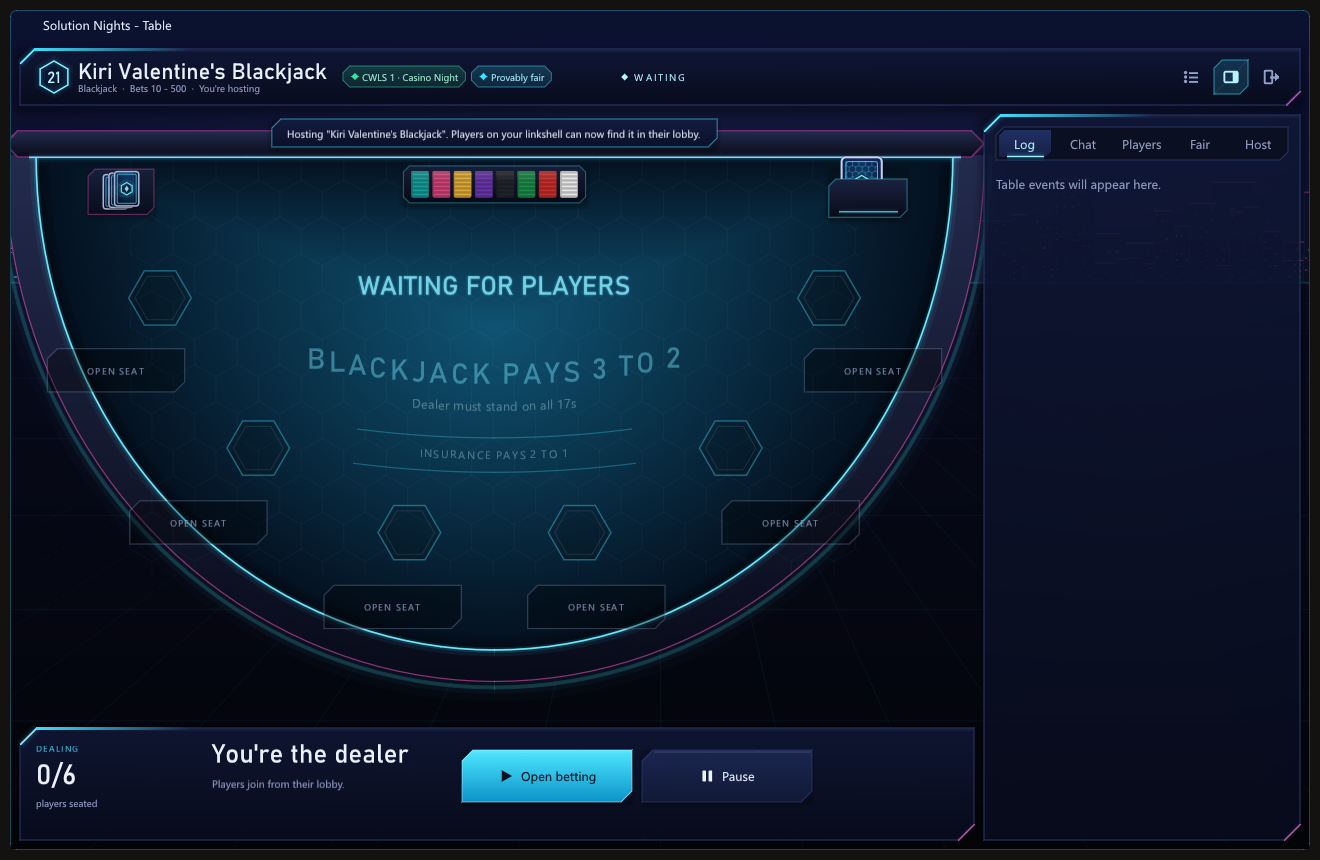 Solution Nights - Table
21
Kiri Valentine's Blackjack
Blackjack · Bets 10 - 500 · You're hosting
CWLS 1 · Casino Night
Provably fair
WAITING
Hosting "Kiri Valentine's Blackjack". Players on your linkshell can now find it in their lobby.
Log Chat Players Fair Host
Table events will appear here.
WAITING FOR PLAYERS
BLACKJACK PAYS 3 TO 2
Dealer must stand on all 17s
INSURANCE PAYS 2 TO 1
OPEN SEAT
OPEN SEAT
OPEN SEAT
OPEN SEAT
OPEN SEAT
OPEN SEAT
DEALING
0/6
players seated
You're the dealer
Players join from their lobby.
Open betting
Pause